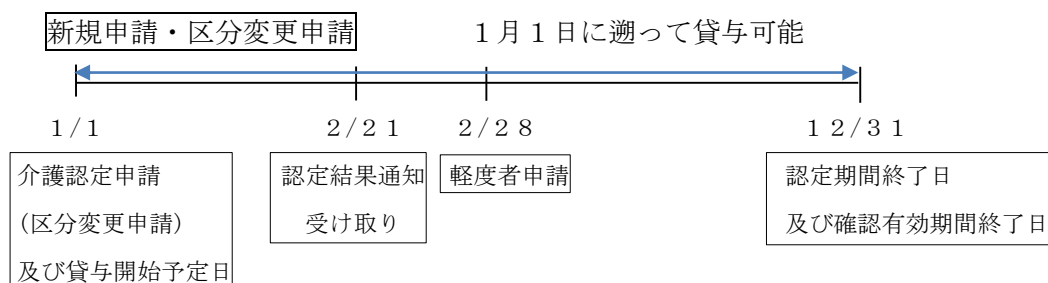 新規申請・区分変更申請
１月１日に遡って貸与可能
１/１
２/２１
２/２８
１２/３１
介護認定申請
(区分変更申請)
及び貸与開始予定日
認定結果通知
受け取り
軽度者申請
認定期間終了日
及び確認有効期間終了日